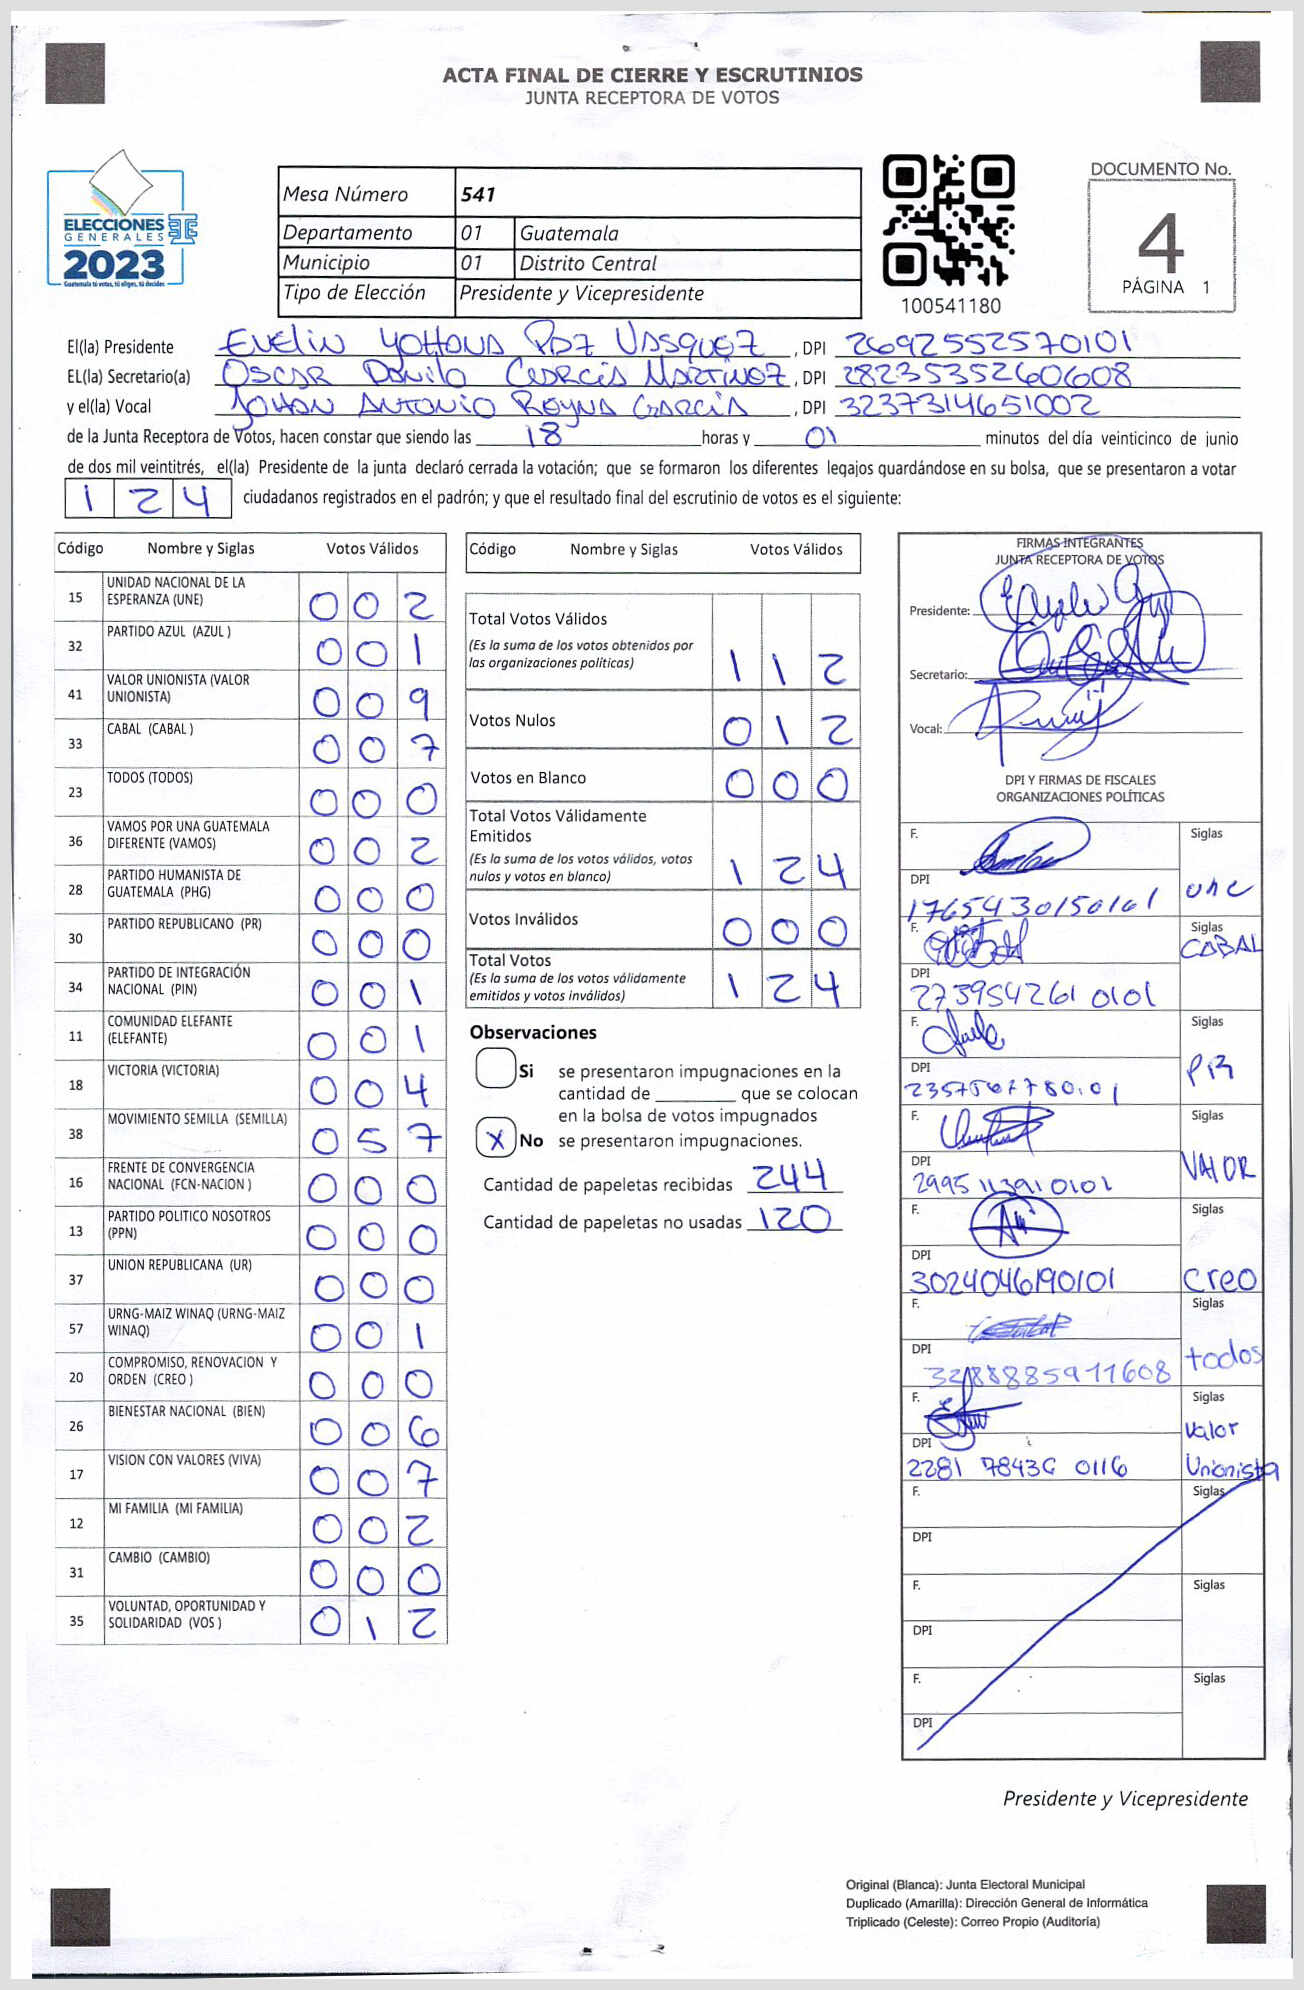 ACTA FINAL DE CIERRE Y ESCRUTINIOS
JUNTA RECEPTORA DE VOTOS
ELECCIONES
GENERALES
2023
Guatemala tú votas, tú eliges, tú decides
Mesa Número 541
Departamento 01 Guatemala
Municipio 01 Distrito Central
Tipo de Elección Presidente y Vicepresidente
100541180
DOCUMENTO No.
4
PÁGINA 1
El(la) Presidente Evelin Yohana Paz Vasquez, DPI 2692552570101
EL(la) Secretario(a) Oscar Danilo García Martínez, DPI 2823535260608
y el(la) Vocal Johan Antonio Reyna García, DPI 3237314651002
de la Junta Receptora de Votos, hacen constar que siendo las 18 horas y 01 minutos del día veinticinco de junio
de dos mil veintitrés, el(la) Presidente de la junta declaró cerrada la votación; que se formaron los diferentes legajos guardándose en su bolsa, que se presentaron a votar
1 2 4 ciudadanos registrados en el padrón; y que el resultado final del escrutinio de votos es el siguiente:
Código Nombre y Siglas Votos Válidos
15 UNIDAD NACIONAL DE LA
ESPERANZA (UNE) 0 0 2
32 PARTIDO AZUL (AZUL ) 0 0 1
41 VALOR UNIONISTA (VALOR
UNIONISTA) 0 0 9
33 CABAL (CABAL ) 0 0 7
23 TODOS (TODOS) 0 0 0
36 VAMOS POR UNA GUATEMALA
DIFERENTE (VAMOS) 0 0 2
28 PARTIDO HUMANISTA DE
GUATEMALA (PHG) 0 0 0
30 PARTIDO REPUBLICANO (PR) 0 0 0
34 PARTIDO DE INTEGRACIÓN
NACIONAL (PIN) 0 0 1
11 COMUNIDAD ELEFANTE
(ELEFANTE) 0 0 1
18 VICTORIA (VICTORIA) 0 0 4
38 MOVIMIENTO SEMILLA (SEMILLA) 0 5 7
16 FRENTE DE CONVERGENCIA
NACIONAL (FCN-NACION ) 0 0 0
13 PARTIDO POLITICO NOSOTROS
(PPN) 0 0 0
37 UNION REPUBLICANA (UR) 0 0 0
57 URNG-MAIZ WINAQ (URNG-MAIZ
WINAQ) 0 0 1
20 COMPROMISO, RENOVACION Y
ORDEN (CREO ) 0 0 0
26 BIENESTAR NACIONAL (BIEN) 0 0 6
17 VISION CON VALORES (VIVA) 0 0 7
12 MI FAMILIA (MI FAMILIA) 0 0 2
31 CAMBIO (CAMBIO) 0 0 0
35 VOLUNTAD, OPORTUNIDAD Y
SOLIDARIDAD (VOS ) 0 1 2
Código Nombre y Siglas Votos Válidos
Total Votos Válidos
(Es la suma de los votos obtenidos por
las organizaciones políticas) 1 1 2
Votos Nulos 0 1 2
Votos en Blanco 0 0 0
Total Votos Válidamente
Emitidos
(Es la suma de los votos válidos, votos
nulos y votos en blanco) 1 2 4
Votos Inválidos 0 0 0
Total Votos
(Es la suma de los votos válidamente
emitidos y votos inválidos) 1 2 4
Observaciones
Si se presentaron impugnaciones en la
cantidad de ________ que se colocan
en la bolsa de votos impugnados
X No se presentaron impugnaciones.
Cantidad de papeletas recibidas 244
Cantidad de papeletas no usadas 120
FIRMAS INTEGRANTES
JUNTA RECEPTORA DE VOTOS
Presidente:
Secretario:
Vocal:
DPI Y FIRMAS DE FISCALES
ORGANIZACIONES POLÍTICAS
F. Siglas
DPI une
1765430150101
F. Siglas
CABAL
DPI
2739542610101
F. Siglas
DPI PR
F. Siglas
DPI VALOR
2995113910101
F. Siglas
DPI
3024046190101 Creo
F. Siglas
DPI todos
F. Siglas
Valor
DPI
2281 78436 0116 Unionista
F. Siglas
DPI
F. Siglas
DPI
F. Siglas
DPI
Presidente y Vicepresidente
Original (Blanca): Junta Electoral Municipal
Duplicado (Amarilla): Dirección General de Informática
Triplicado (Celeste): Correo Propio (Auditoría)